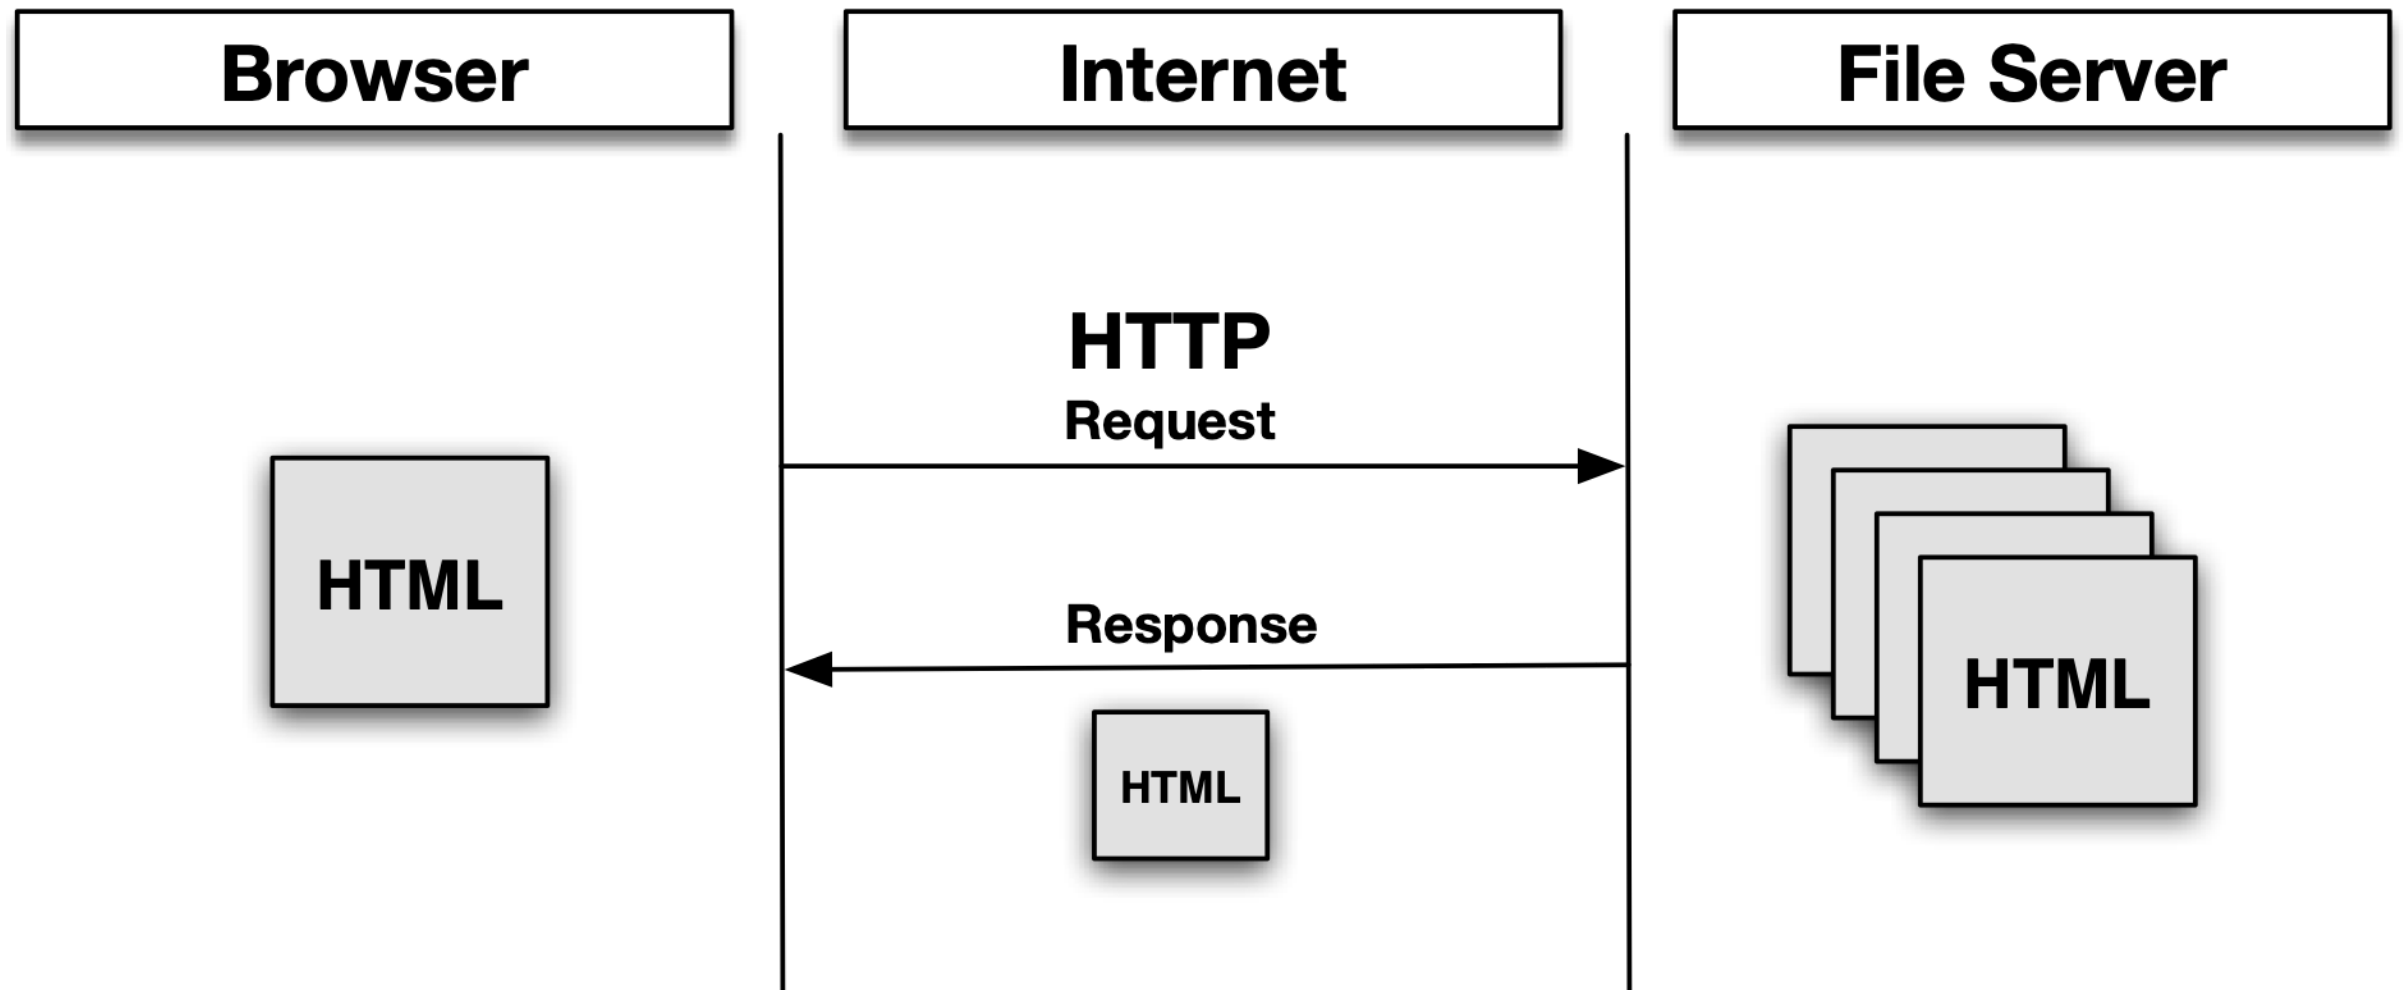 Browser
Internet
File Server
HTTP
Request
HTML
Response
HTML
HTML